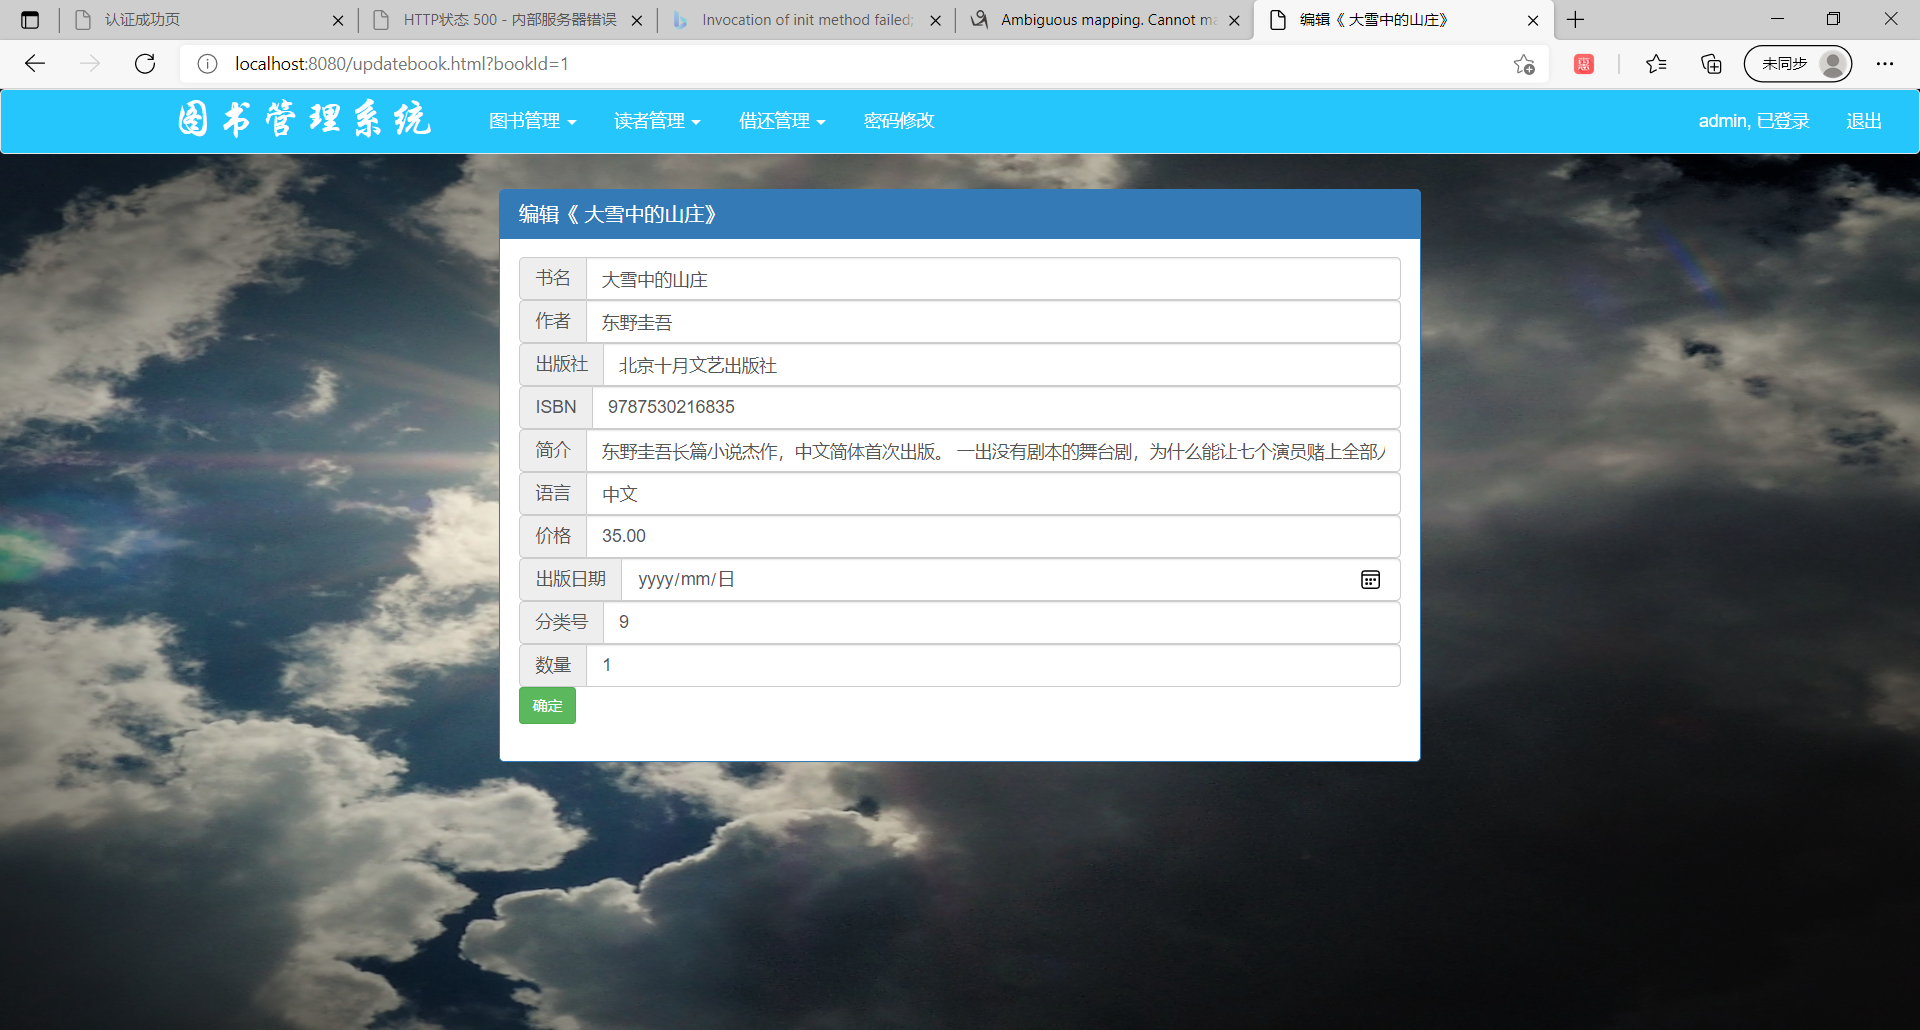 认证成功页
HTTP状态 500 - 内部服务器错误
Invocation of init method failed;
Ambiguous mapping. Cannot ma
编辑《 大雪中的山庄》
localhost:8080/updatebook.html?bookId=1
惠
未同步
图书管理系统
图书管理
读者管理
借还管理
密码修改
admin, 已登录
退出
编辑《 大雪中的山庄》
书名 大雪中的山庄
作者 东野圭吾
出版社 北京十月文艺出版社
ISBN 9787530216835
简介 东野圭吾长篇小说杰作，中文简体首次出版。 一出没有剧本的舞台剧，为什么能让七个演员赌上全部
语言 中文
价格 35.00
出版日期 yyyy/mm/日
分类号 9
数量 1
确定